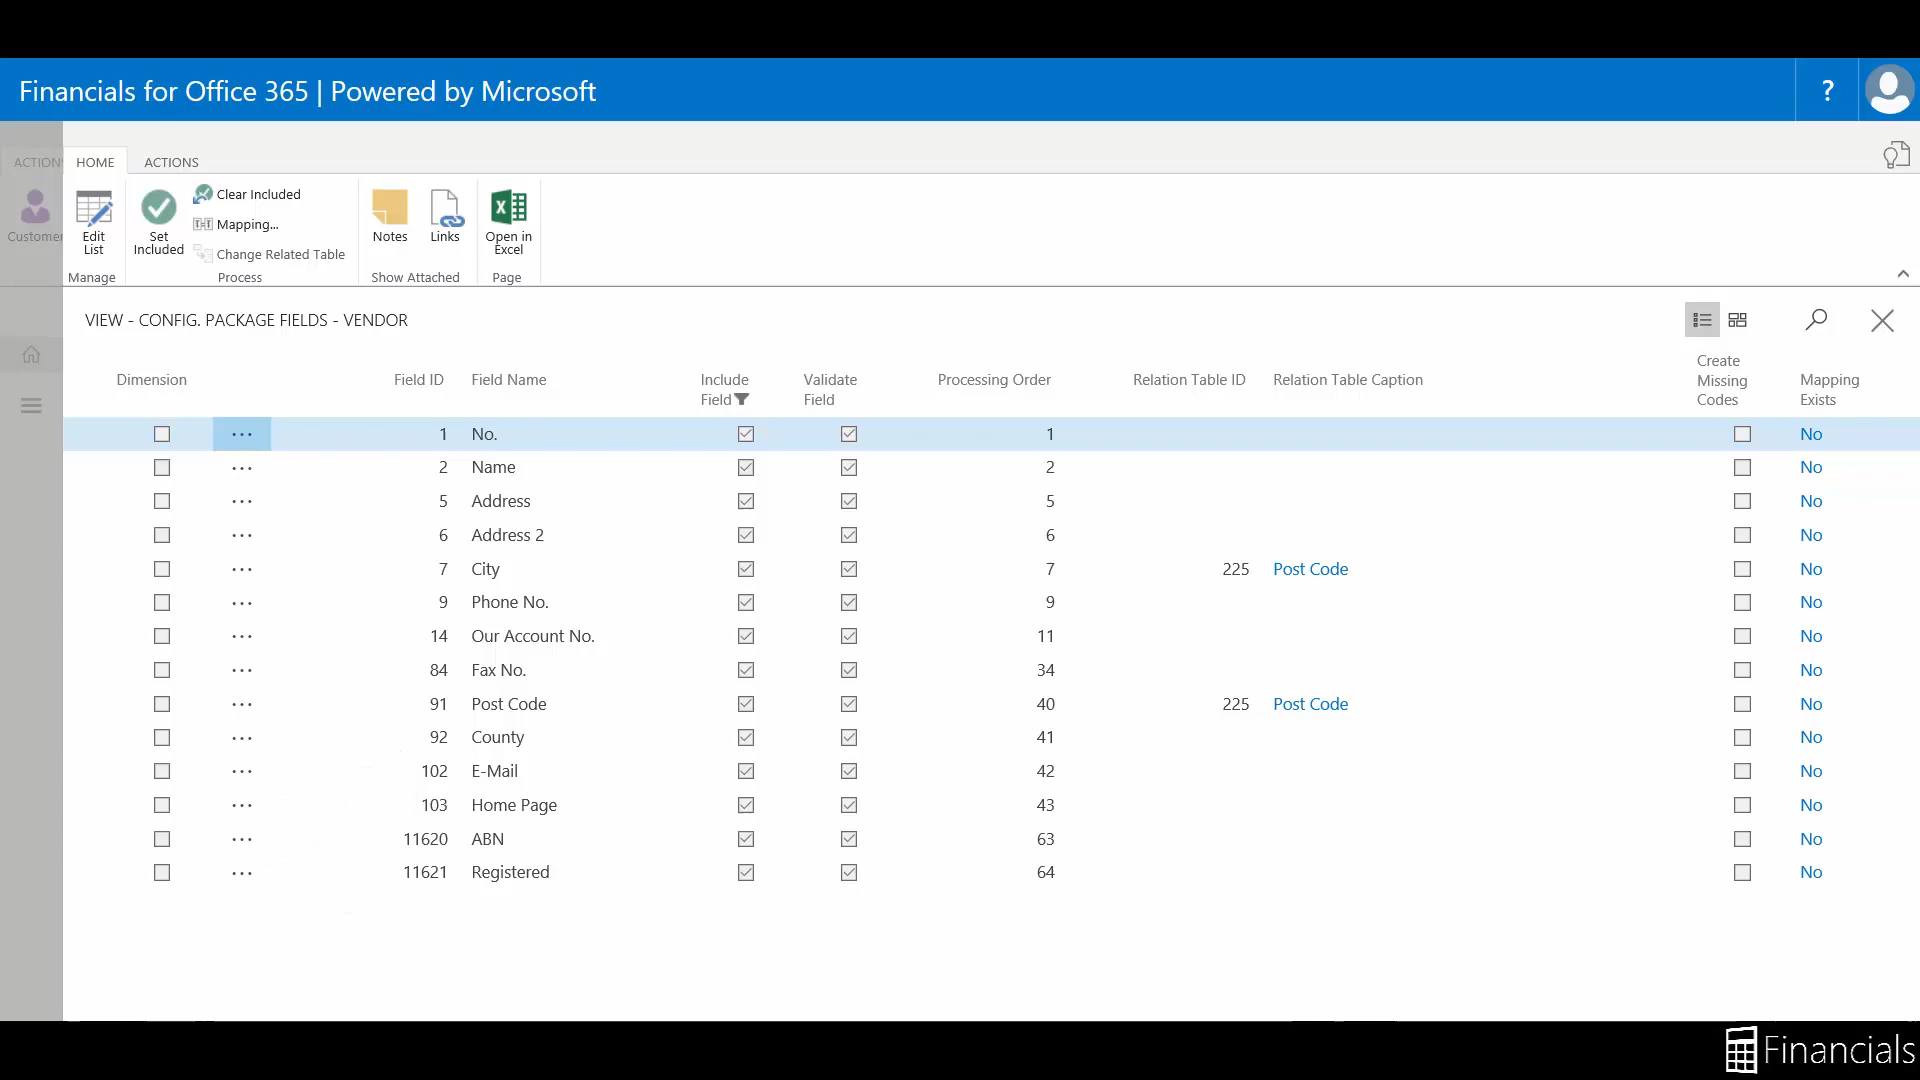 Financials for Office 365 | Powered by Microsoft
?
ACTIONS HOME ACTIONS
Customer
Edit List
Set Included
Clear Included
Mapping...
Change Related Table
Notes
Links
Open in Excel
Manage Process Show Attached Page
VIEW - CONFIG. PACKAGE FIELDS - VENDOR
Dimension Field ID Field Name Include Field Validate Field Processing Order Relation Table ID Relation Table Caption Create Missing Codes Mapping Exists
... 1 No. 1 No
... 2 Name 2 No
... 5 Address 5 No
... 6 Address 2 6 No
... 7 City 7 225 Post Code No
... 9 Phone No. 9 No
... 14 Our Account No. 11 No
... 84 Fax No. 34 No
... 91 Post Code 40 225 Post Code No
... 92 County 41 No
... 102 E-Mail 42 No
... 103 Home Page 43 No
... 11620 ABN 63 No
... 11621 Registered 64 No
Financials